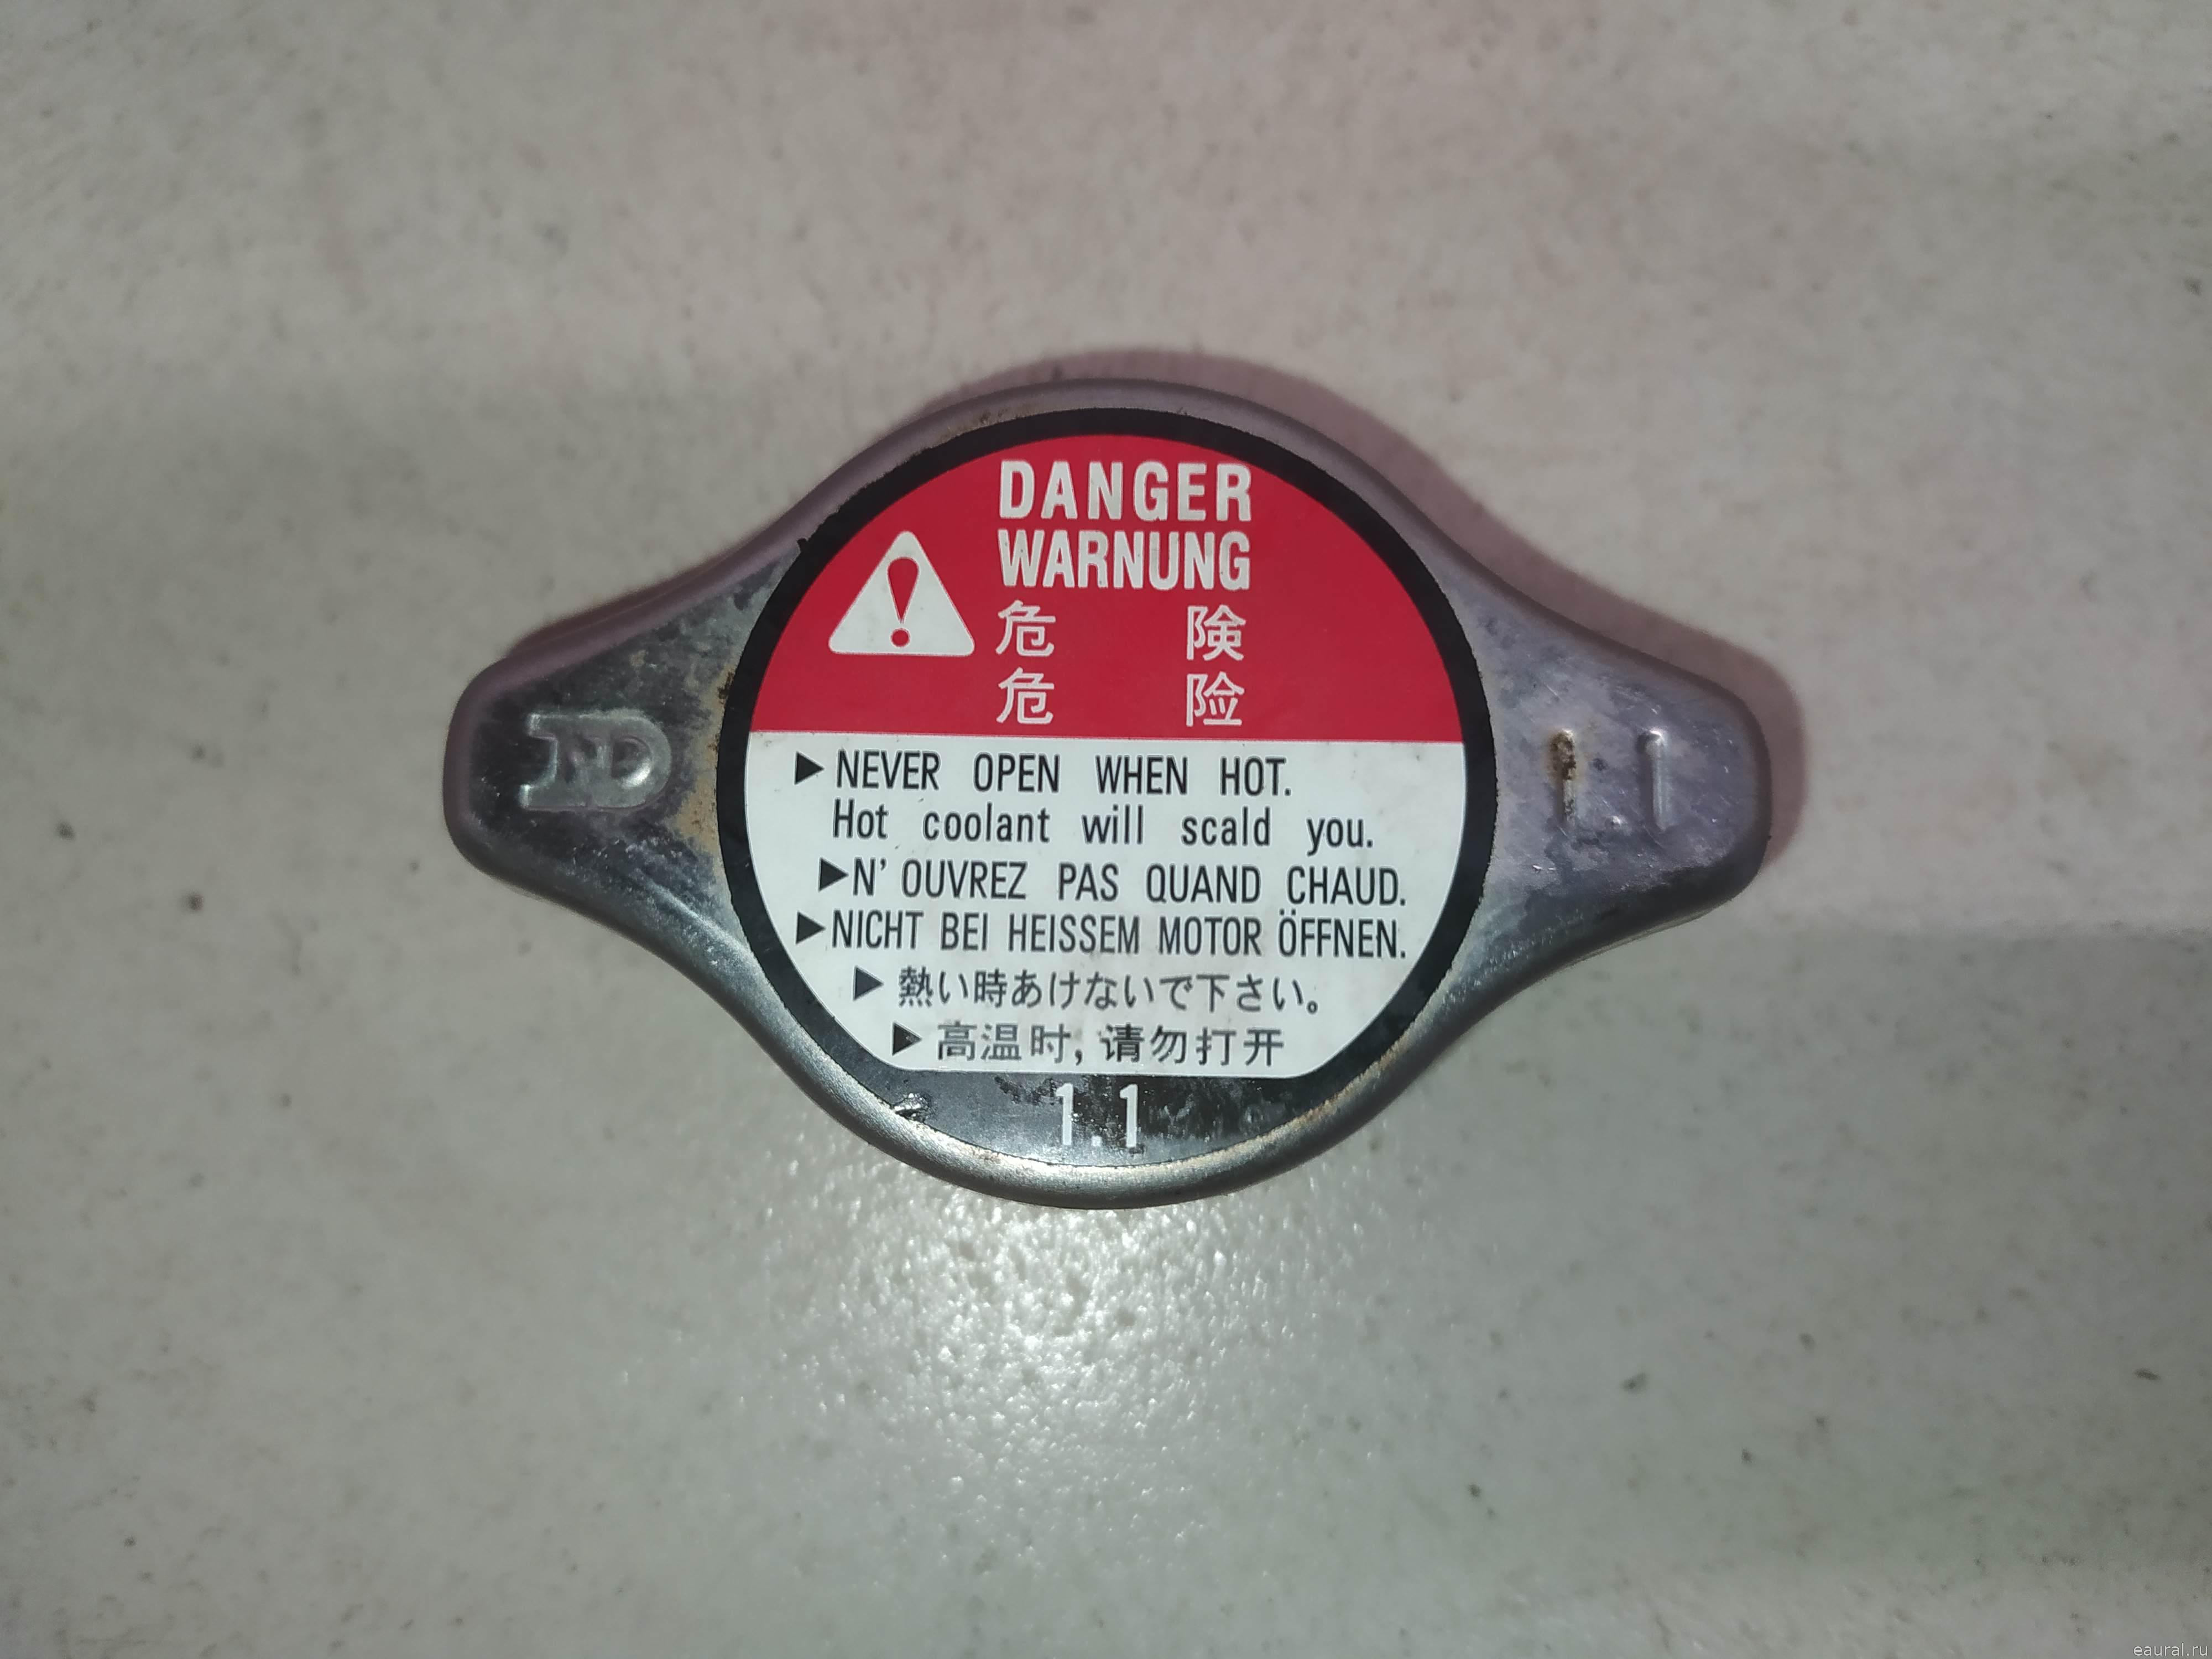 DANGER
WARNUNG
危 険
危 险
▶NEVER OPEN WHEN HOT.
Hot coolant will scald you.
▶N' OUVREZ PAS QUAND CHAUD.
▶NICHT BEI HEISSEM MOTOR ÖFFNEN.
▶熱い時あけないで下さい。
▶高温时, 请勿打开
1.1
1.1
eaural.ru